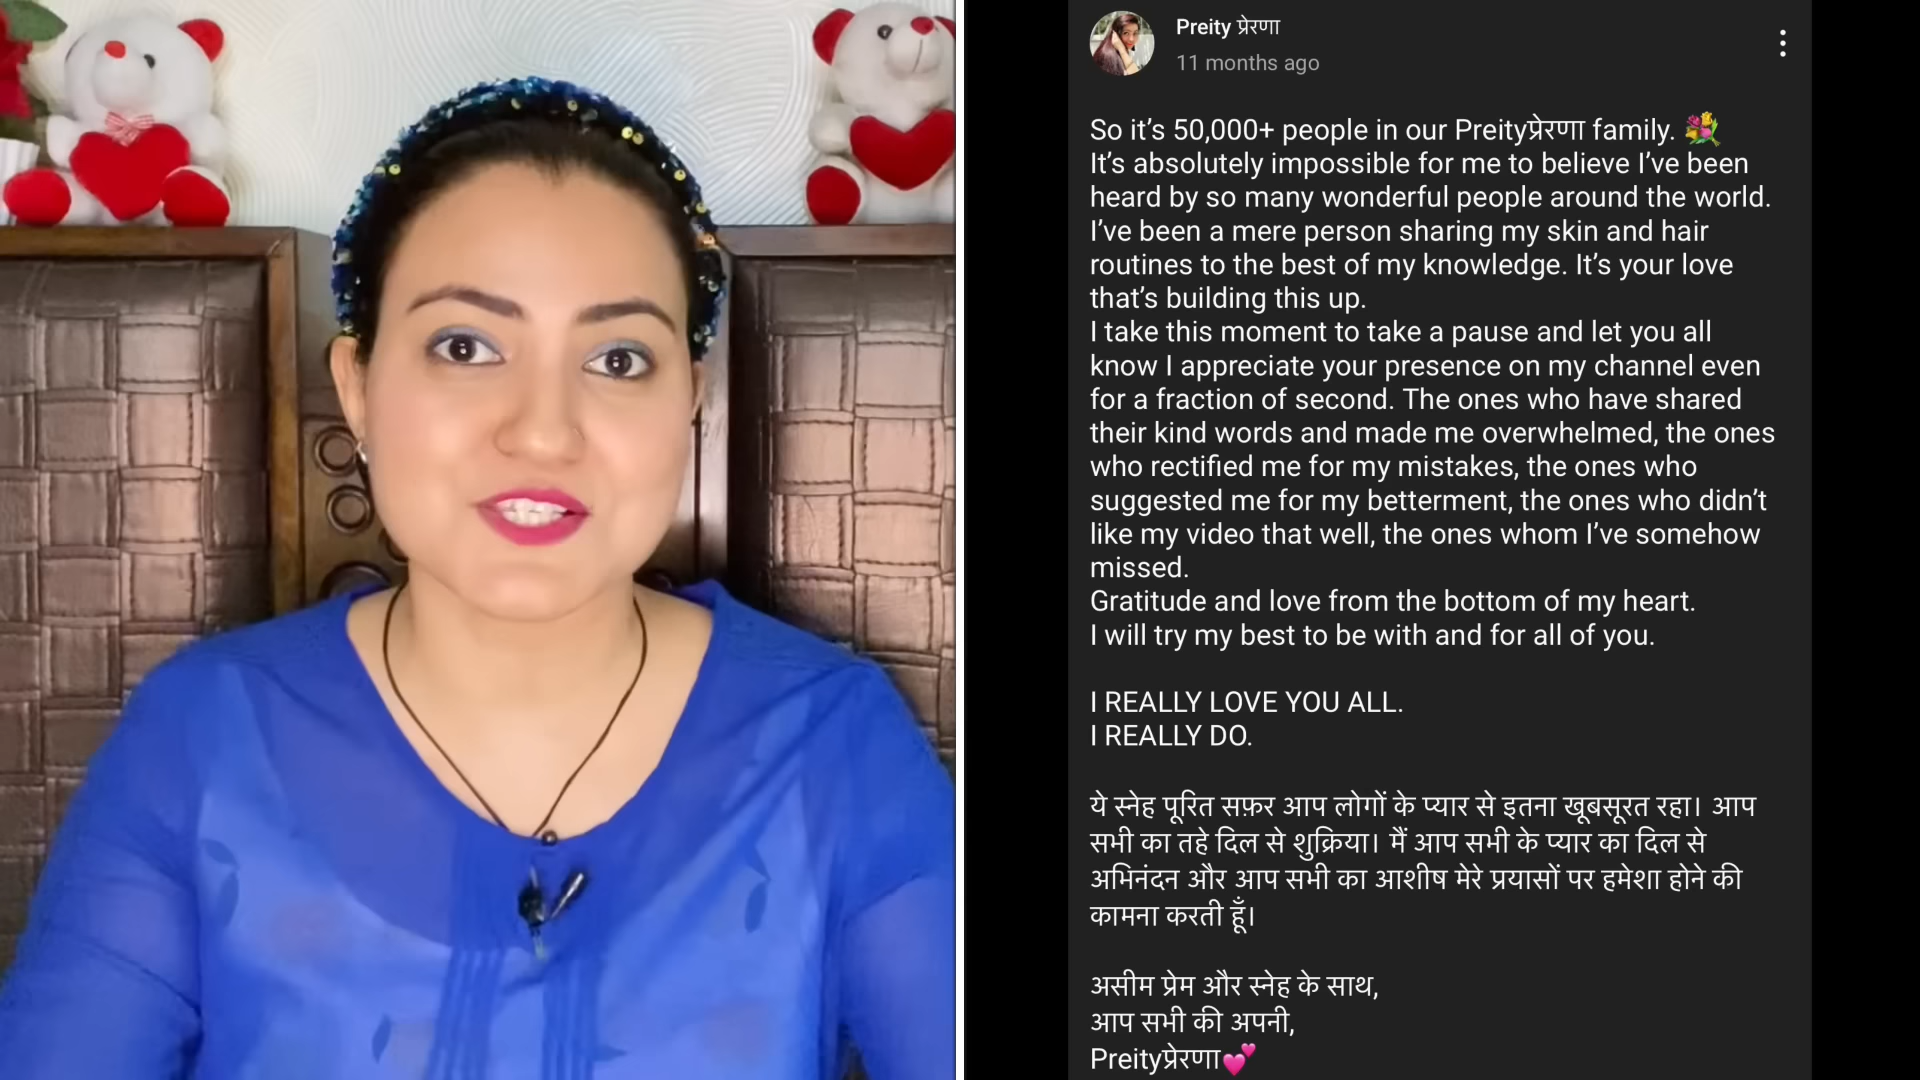 Preity प्रेरणा
11 months ago
So it’s 50,000+ people in our Preityप्रेरणा family. 💐
It’s absolutely impossible for me to believe I’ve been
heard by so many wonderful people around the world.
I’ve been a mere person sharing my skin and hair
routines to the best of my knowledge. It’s your love
that’s building this up.
I take this moment to take a pause and let you all
know I appreciate your presence on my channel even
for a fraction of second. The ones who have shared
their kind words and made me overwhelmed, the ones
who rectified me for my mistakes, the ones who
suggested me for my betterment, the ones who didn’t
like my video that well, the ones whom I’ve somehow
missed.
Gratitude and love from the bottom of my heart.
I will try my best to be with and for all of you.
I REALLY LOVE YOU ALL.
I REALLY DO.
ये स्नेह पूरित सफ़र आप लोगों के प्यार से इतना खूबसूरत रहा। आप
सभी का तहे दिल से शुक्रिया। मैं आप सभी के प्यार का दिल से
अभिनंदन और आप सभी का आशीष मेरे प्रयासों पर हमेशा होने की
कामना करती हूँ।
असीम प्रेम और स्नेह के साथ,
आप सभी की अपनी,
Preityप्रेरणा💕